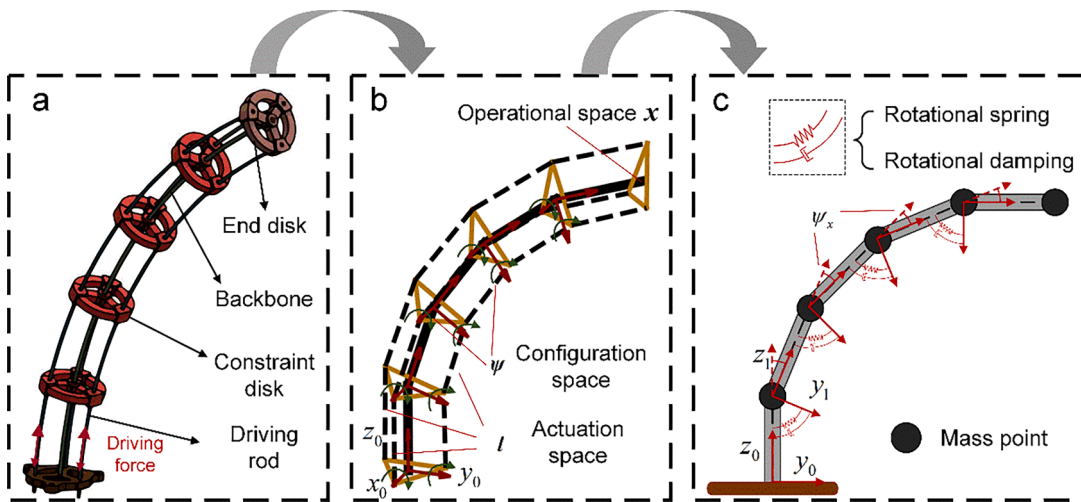 a
End disk
Backbone
Constraint
disk
Driving
rod
Driving
force
b
Operational space x
ψ
Configuration
space
l
Actuation
space
z₀
x₀
y₀
c
Rotational spring
Rotational damping
ψₓ
z₁
y₁
z₀
y₀
Mass point